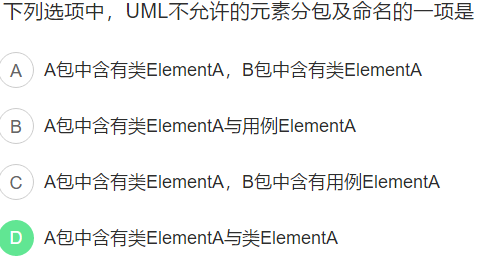 下列选项中，UML不允许的元素分包及命名的一项是
A A包中含有类ElementA，B包中含有类ElementA
B A包中含有类ElementA与用例ElementA
C A包中含有类ElementA，B包中含有用例ElementA
D A包中含有类ElementA与类ElementA